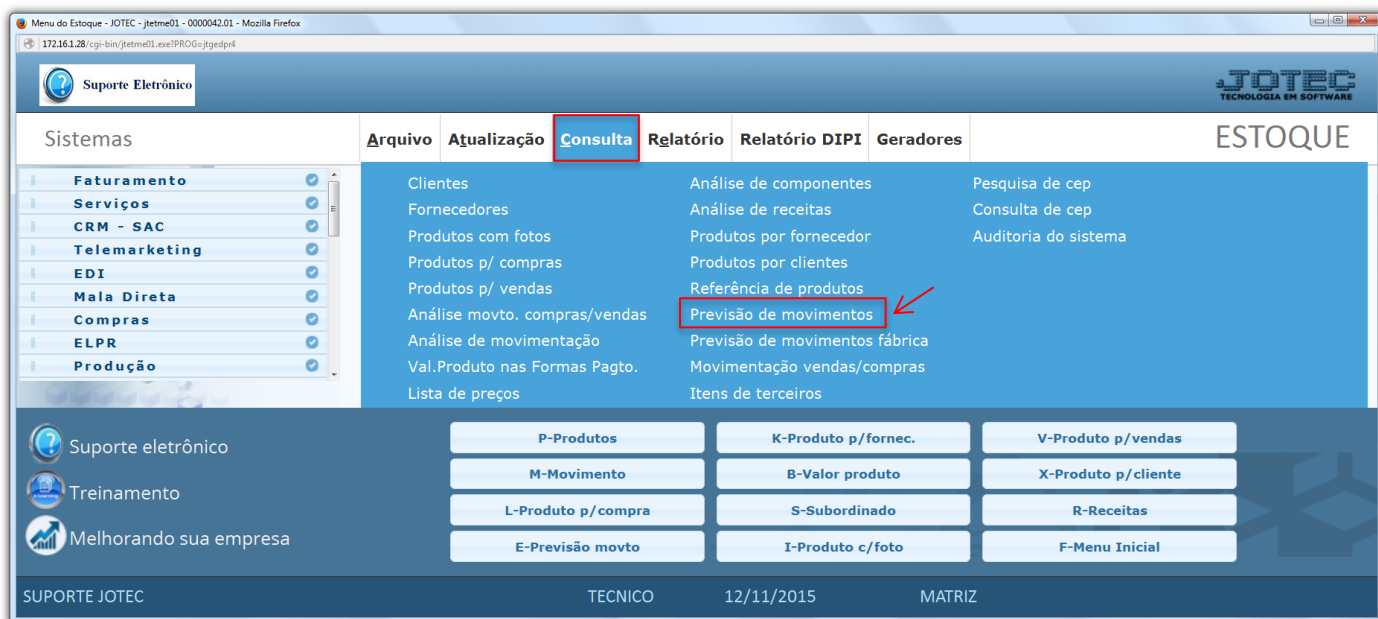 Menu do Estoque - JOTEC - jtetme01 - 0000042.01 - Mozilla Firefox
172.16.1.28/cgi-bin/jtetme01.exe?PROG=jtgedpr4
Suporte Eletrônico
JOTEC
TECNOLOGIA EM SOFTWARE
Sistemas
Arquivo Atualização Consulta Relatório Relatório DIPI Geradores
ESTOQUE
Faturamento
Serviços
CRM - SAC
Telemarketing
EDI
Mala Direta
Compras
ELPR
Produção
Clientes
Fornecedores
Produtos com fotos
Produtos p/ compras
Produtos p/ vendas
Análise movto. compras/vendas
Análise de movimentação
Val.Produto nas Formas Pagto.
Lista de preços
Análise de componentes
Análise de receitas
Produtos por fornecedor
Produtos por clientes
Referência de produtos
Previsão de movimentos
Previsão de movimentos fábrica
Movimentação vendas/compras
Itens de terceiros
Pesquisa de cep
Consulta de cep
Auditoria do sistema
Suporte eletrônico
Treinamento
Melhorando sua empresa
P-Produtos K-Produto p/fornec. V-Produto p/vendas
M-Movimento B-Valor produto X-Produto p/cliente
L-Produto p/compra S-Subordinado R-Receitas
E-Previsão movto I-Produto c/foto F-Menu Inicial
SUPORTE JOTEC TECNICO 12/11/2015 MATRIZ